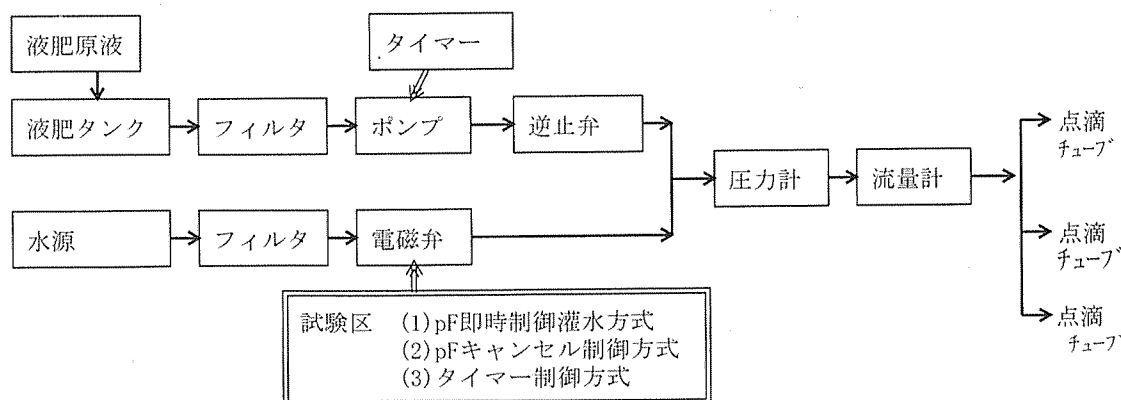 液肥原液
タイマー
液肥タンク
フィルタ
ポンプ
逆止弁
圧力計
流量計
点滴
チューブ
水源
フィルタ
電磁弁
点滴
チューブ
試験区 (1)pF即時制御灌水方式
(2)pFキャンセル制御方式
(3)タイマー制御方式
点滴
チューブ